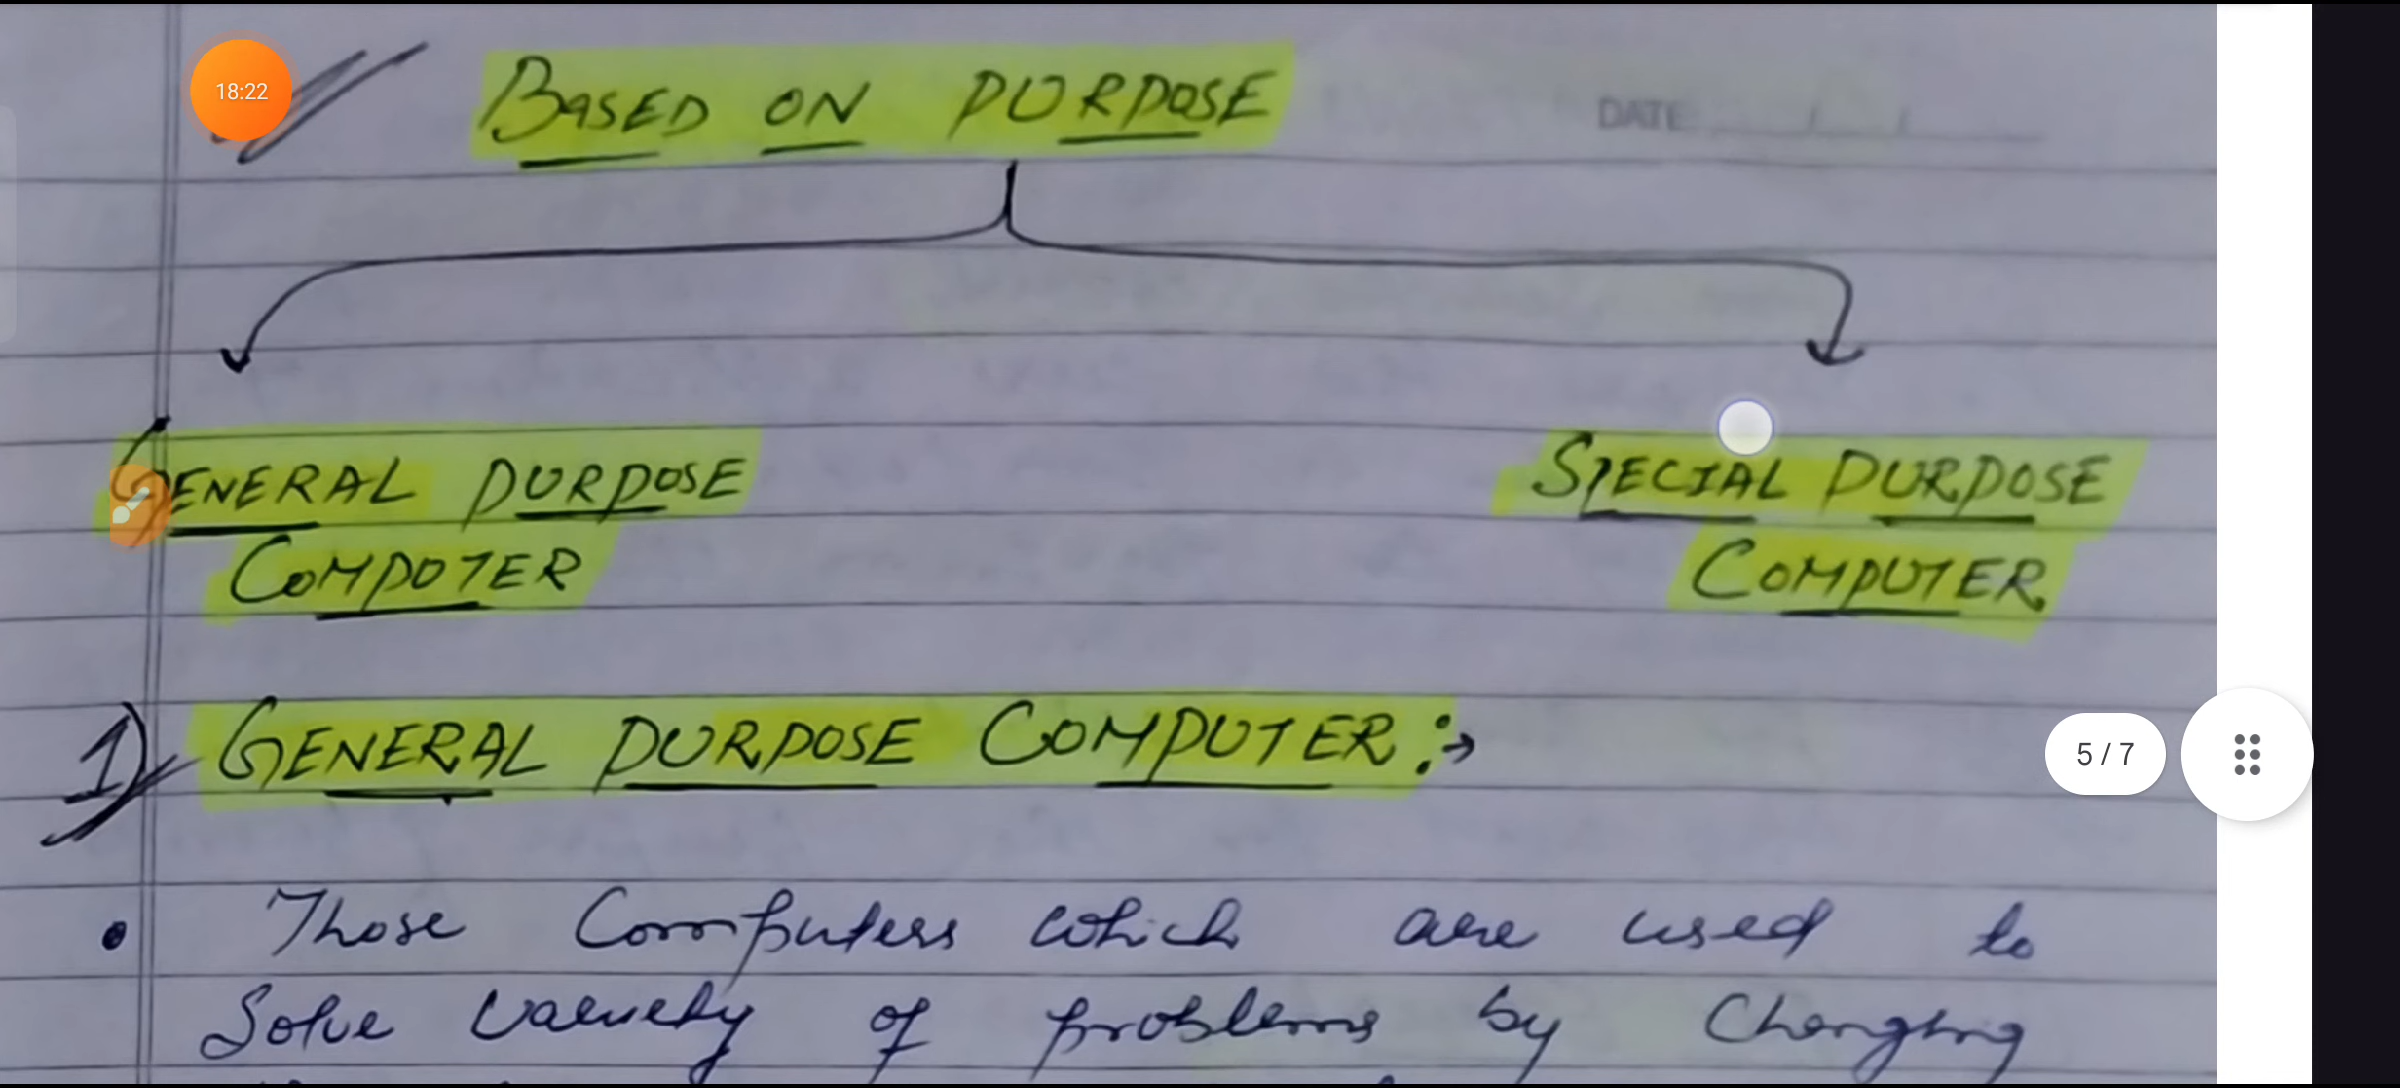 18:22
BASED ON PURPOSE
DATE
GENERAL PURPOSE
COMPUTER
SPECIAL PURPOSE
COMPUTER
5 / 7
1) GENERAL PURPOSE COMPUTER :→
• Those Computers which are used to
Solve variety of problems by Changing